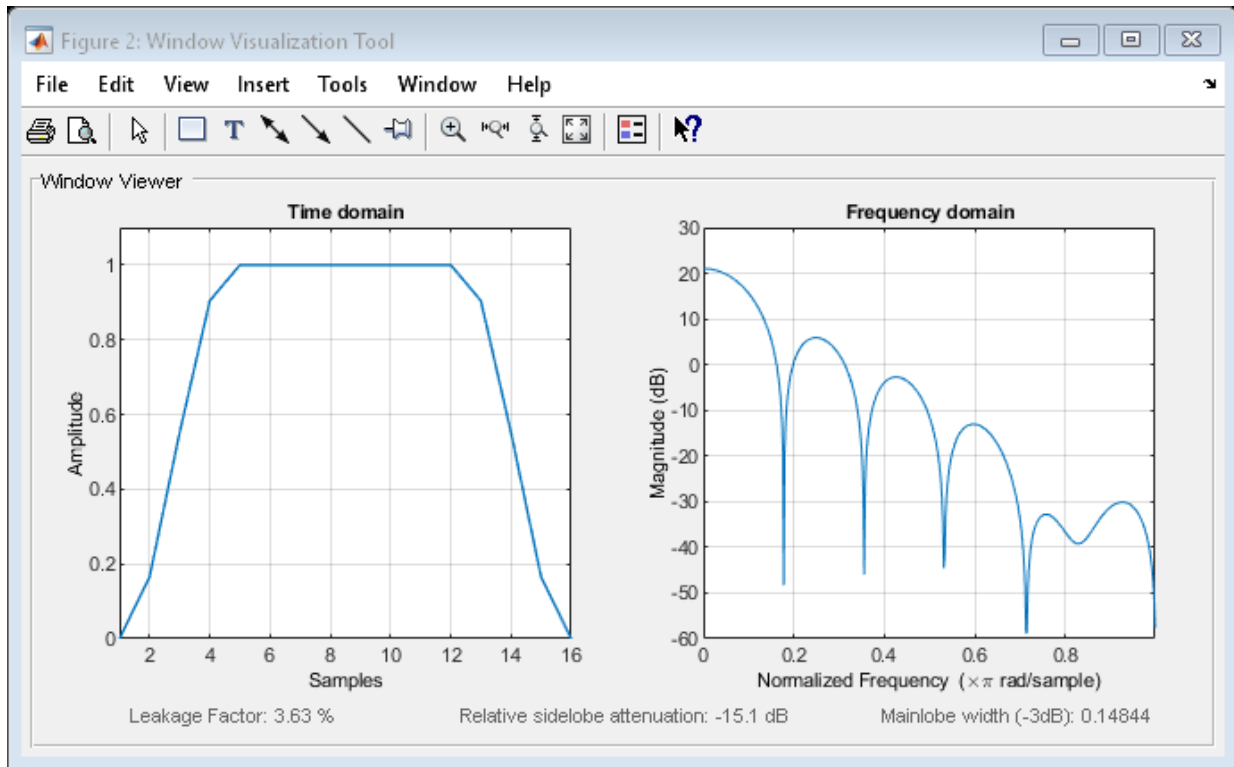 Figure 2: Window Visualization Tool
File Edit View Insert Tools Window Help
T ?
Window Viewer
Time domain
1
0.8
0.6
0.4
0.2
0
Amplitude
2 4 6 8 10 12 14 16
Samples
Frequency domain
30
20
10
0
-10
-20
-30
-40
-50
-60
Magnitude (dB)
0 0.2 0.4 0.6 0.8
Normalized Frequency (×π rad/sample)
Leakage Factor: 3.63 % Relative sidelobe attenuation: -15.1 dB Mainlobe width (-3dB): 0.14844